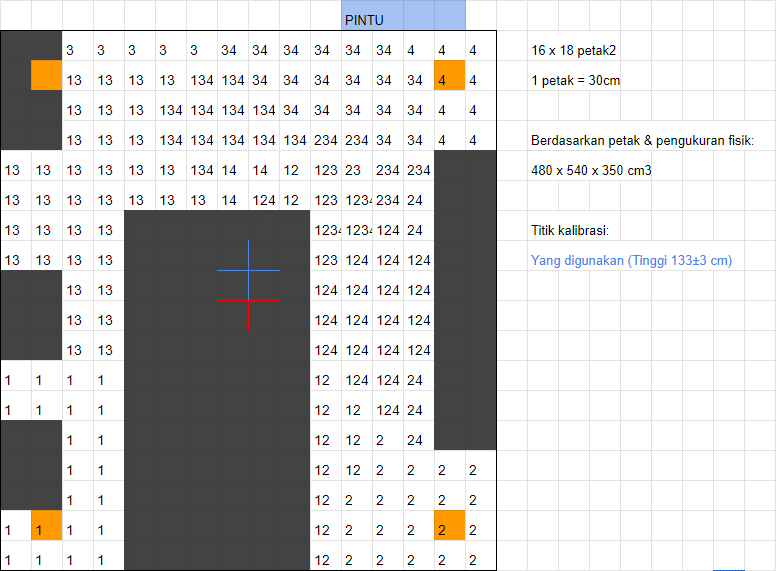 PINTU
3 3 3 3 3 34 34 34 34 34 34 4 4 4
16 x 18 petak2
13 13 13 13 134 134 34 34 34 34 34 34 4 4
1 petak = 30cm
13 13 13 134 134 134 134 34 34 34 34 34 4 4
13 13 13 134 134 134 134 134 234 234 34 34 4 4
Berdasarkan petak & pengukuran fisik:
13 13 13 13 13 13 134 14 14 12 123 23 234 234
480 x 540 x 350 cm3
13 13 13 13 13 13 13 14 124 12 123 1234 234 24
13 13 13 13 1234 1234 124 24
Titik kalibrasi:
13 13 13 13 123 124 124 24
Yang digunakan (Tinggi 133±3 cm)
13 13 124 124 124 124
13 13 124 124 124 124
13 13 124 124 124 124
1 1 1 1 12 124 124 24
1 1 1 1 12 12 124 24
1 1 12 12 2 24
1 1 12 12 2 2 2 2
1 1 12 2 2 2 2 2
1 1 1 1 12 2 2 2 2 2
1 1 1 1 12 2 2 2 2 2